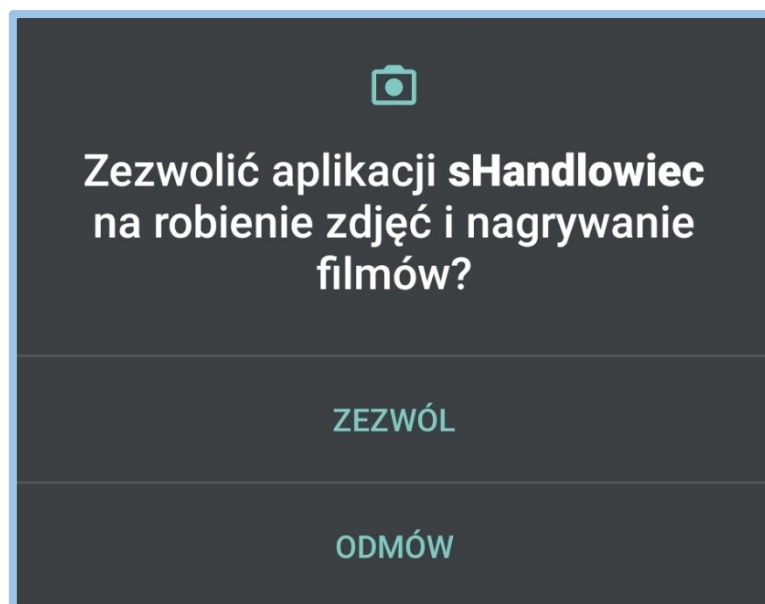 Zezwolić aplikacji sHandlowiec
na robienie zdjęć i nagrywanie
filmów?
ZEZWÓL
ODMÓW